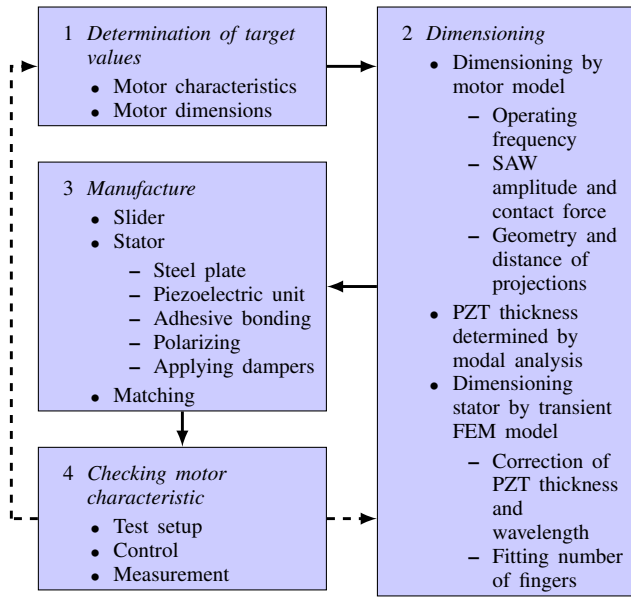 1 Determination of target
values
• Motor characteristics
• Motor dimensions
2 Dimensioning
• Dimensioning by
motor model
– Operating
frequency
– SAW
amplitude and
contact force
– Geometry and
distance of
projections
• PZT thickness
determined by
modal analysis
• Dimensioning
stator by transient
FEM model
– Correction of
PZT thickness
and
wavelength
– Fitting number
of fingers
3 Manufacture
• Slider
• Stator
– Steel plate
– Piezoelectric unit
– Adhesive bonding
– Polarizing
– Applying dampers
• Matching
4 Checking motor
characteristic
• Test setup
• Control
• Measurement